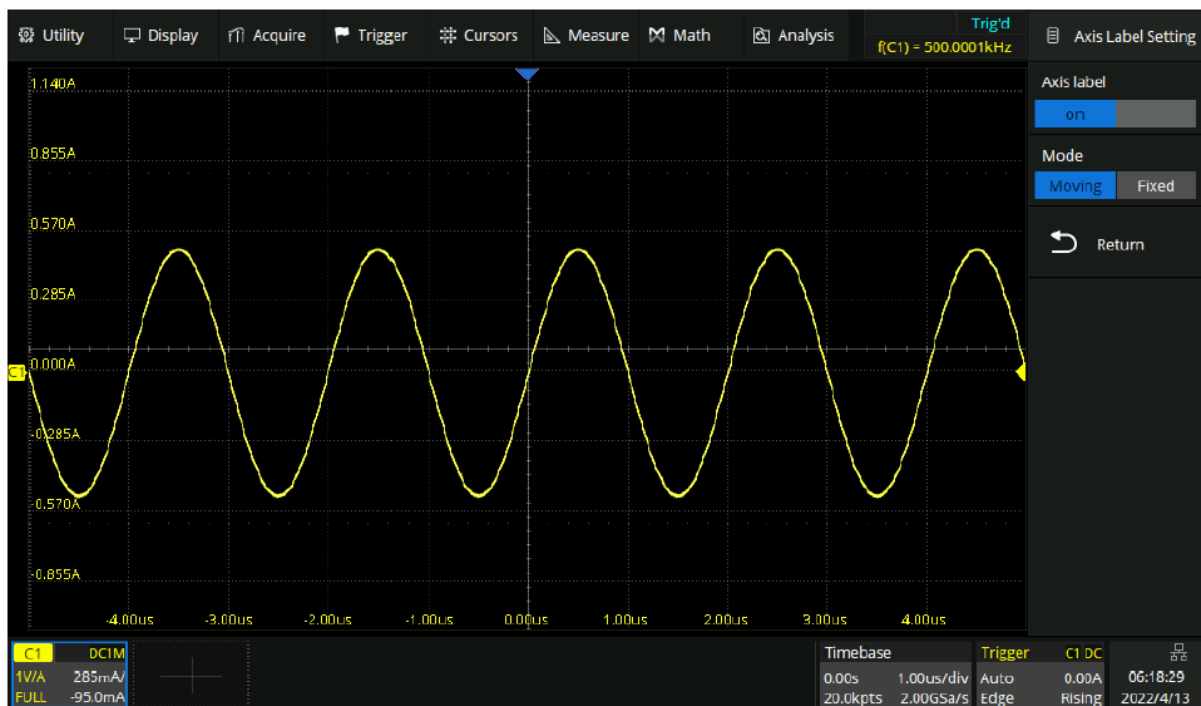 Utility Display Acquire Trigger Cursors Measure Math Analysis
Trig'd
f(C1) = 500.0001kHz
Axis Label Setting
Axis label
on
Mode
Moving Fixed
Return
1.140A
0.855A
0.570A
0.285A
0.000A
C1
-0.285A
-0.570A
-0.855A
-4.00us -3.00us -2.00us -1.00us 0.00us 1.00us 2.00us 3.00us 4.00us
C1 DC1M
1V/A 285mA/
FULL -95.0mA
Timebase
0.00s 1.00us/div
20.0kpts 2.00GSa/s
Trigger C1 DC
Auto 0.00A
Edge Rising
06:18:29
2022/4/13